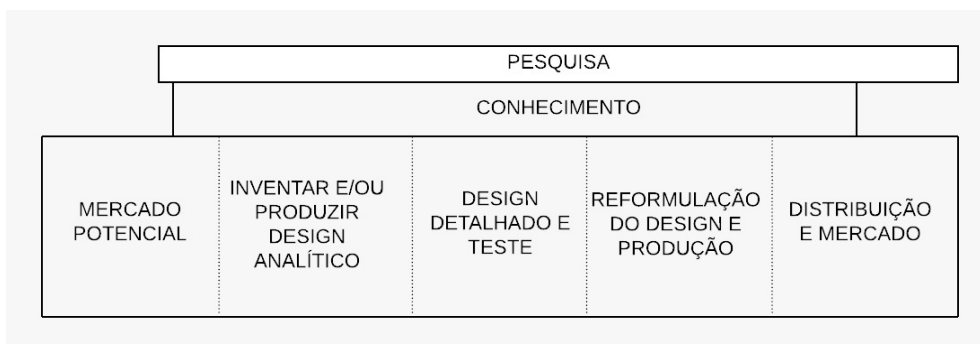 PESQUISA
CONHECIMENTO
MERCADO
POTENCIAL
INVENTAR E/OU
PRODUZIR
DESIGN
ANALÍTICO
DESIGN
DETALHADO E
TESTE
REFORMULAÇÃO
DO DESIGN E
PRODUÇÃO
DISTRIBUIÇÃO
E MERCADO